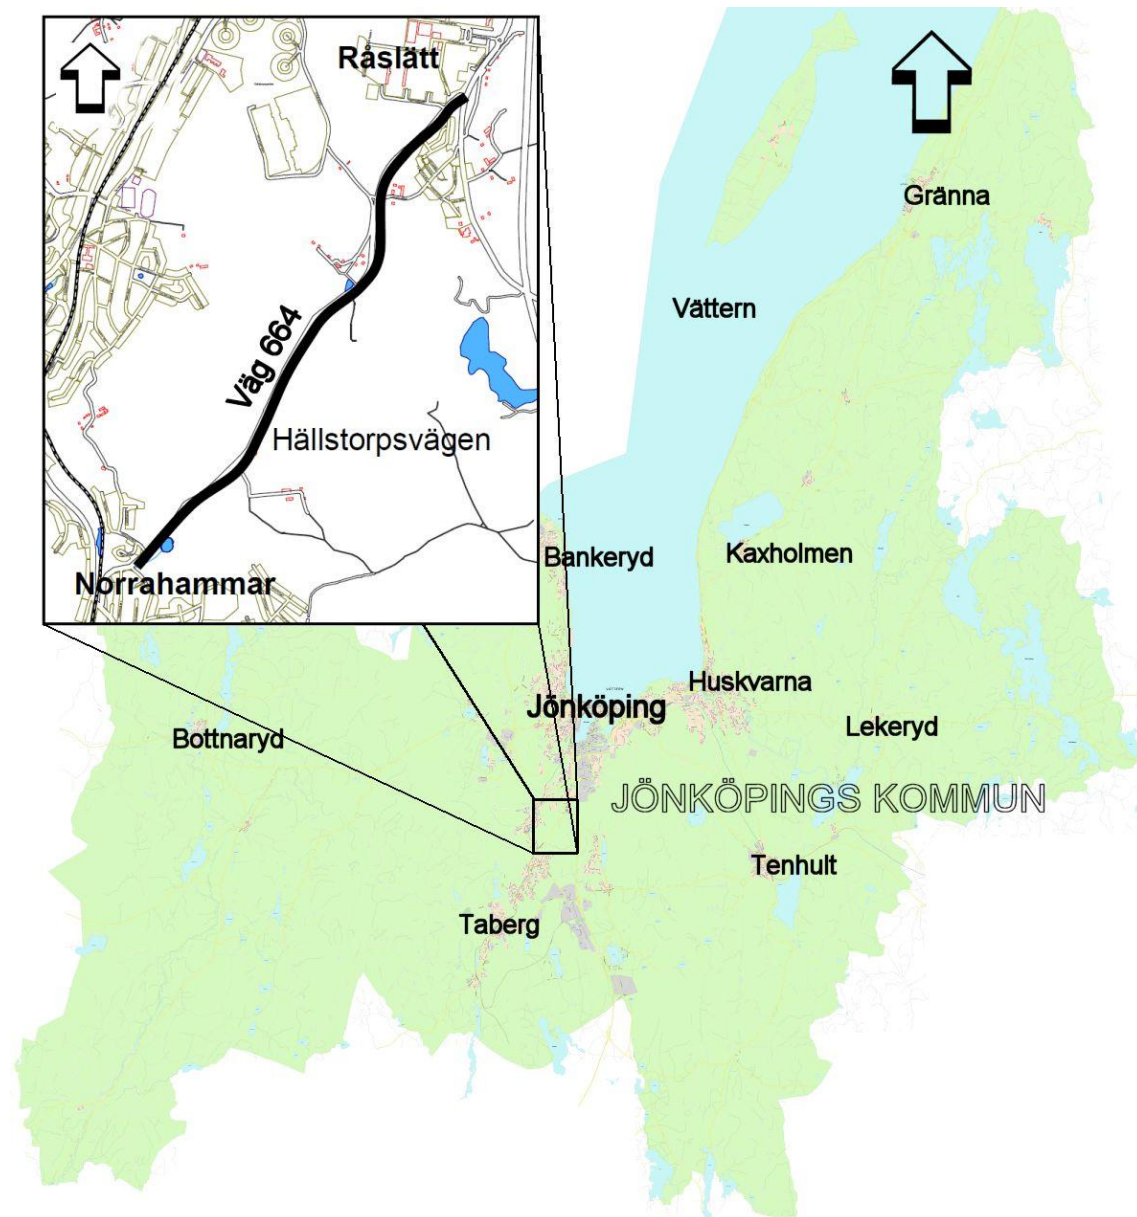 Råslätt
Gränna
Vättern
Väg 664
Hällstorpsvägen
Bankeryd
Kaxholmen
Norrahammar
Huskvarna
Jönköping
Lekeryd
Bottnaryd
JÖNKÖPINGS KOMMUN
Tenhult
Taberg